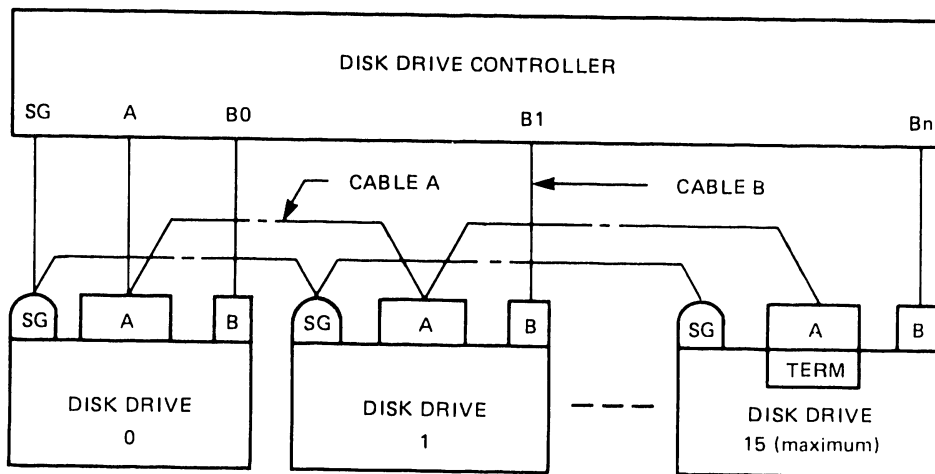 DISK DRIVE CONTROLLER
SG A B0 B1 Bn
CABLE A CABLE B
SG A B SG A B SG A B
TERM
DISK DRIVE
0
DISK DRIVE
1
DISK DRIVE
15 (maximum)